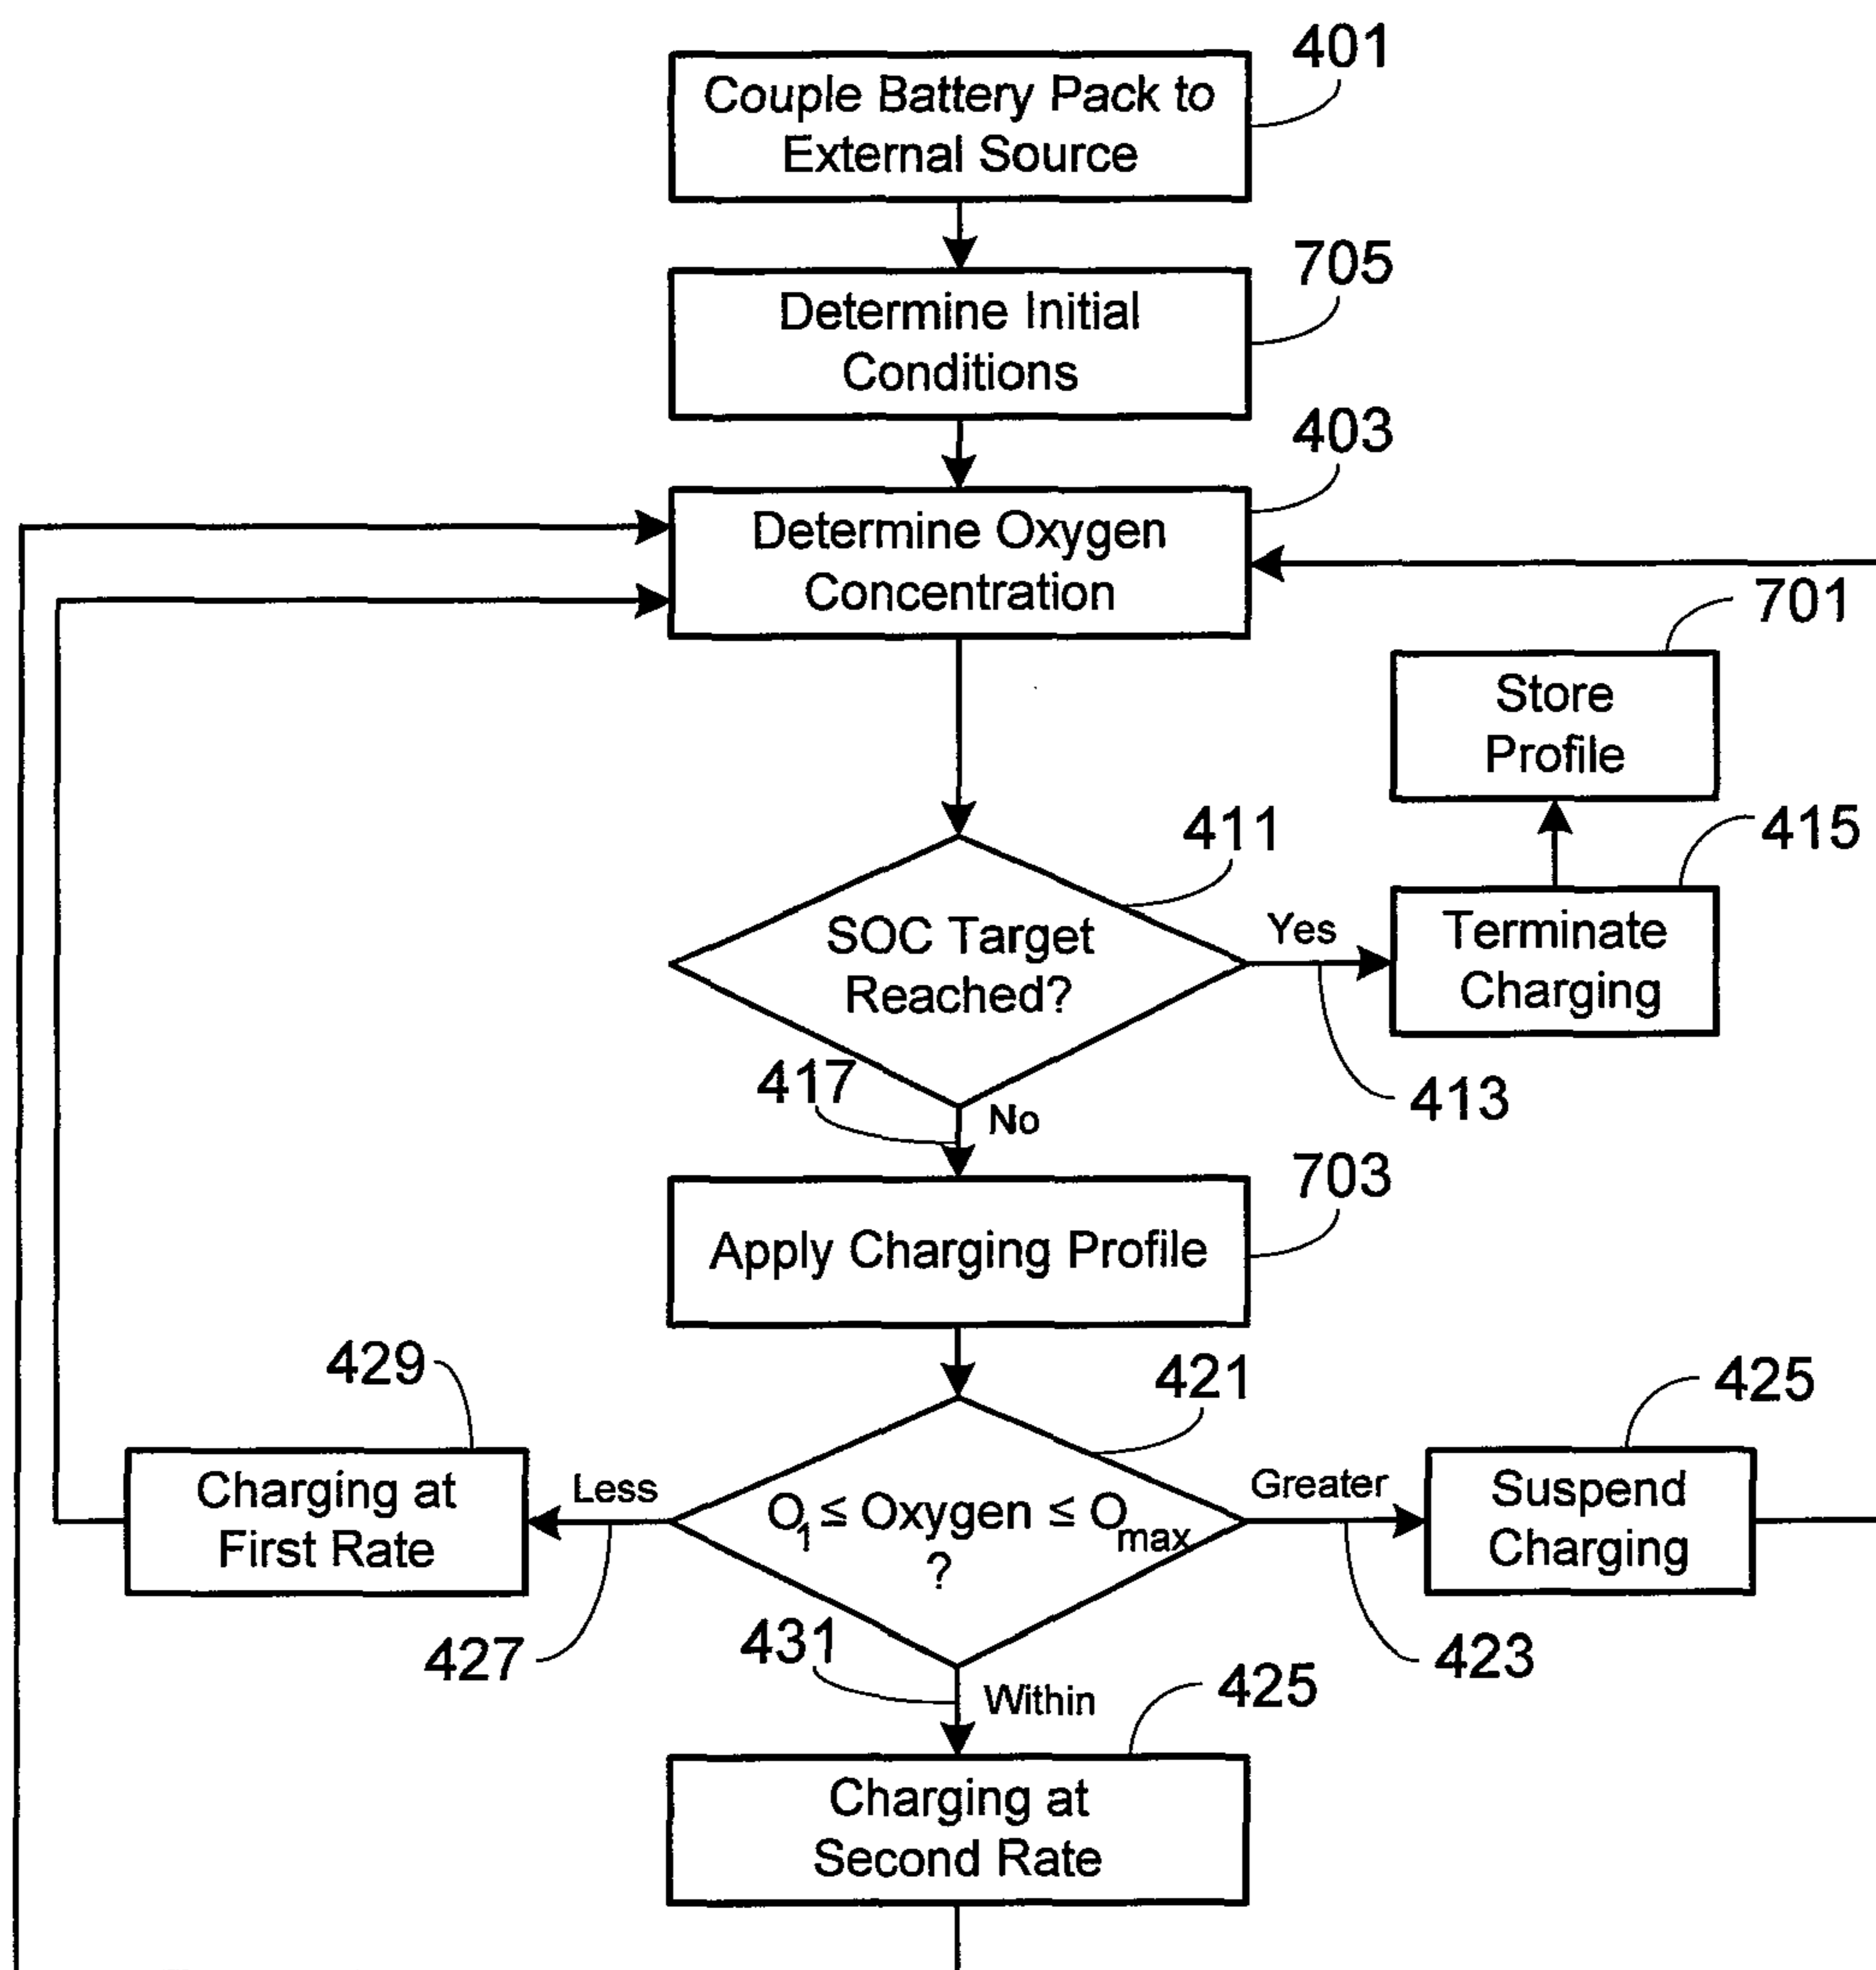 401
Couple Battery Pack to
External Source
705
Determine Initial
Conditions
403
Determine Oxygen
Concentration
701
Store
Profile
411
415
SOC Target
Reached?
Yes
Terminate
Charging
413
417
No
703
Apply Charging Profile
429
421
425
Charging at
First Rate
Less
O1 ≤ Oxygen ≤ Omax
?
Greater
Suspend
Charging
427
431
423
Within
425
Charging at
Second Rate